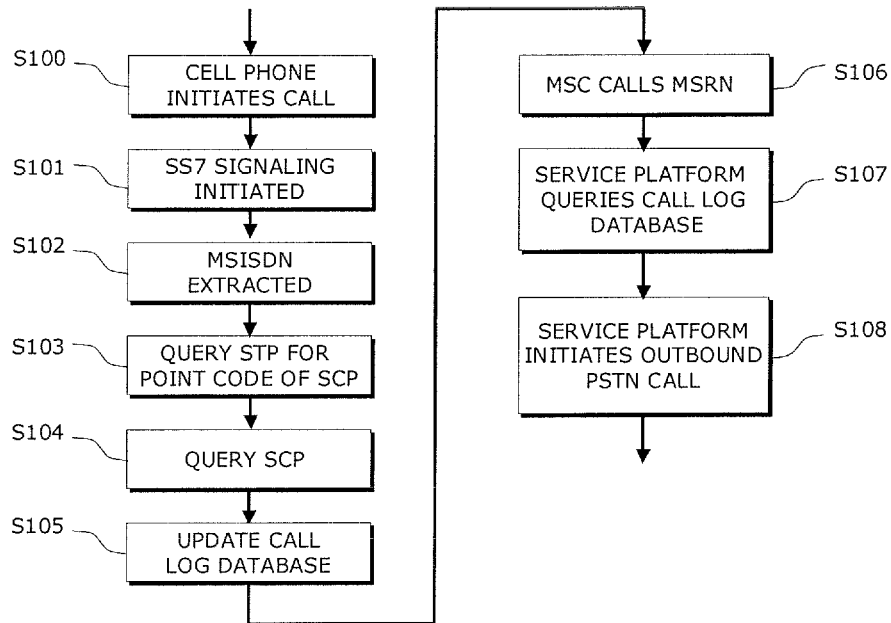 S100
CELL PHONE
INITIATES CALL
S101
SS7 SIGNALING
INITIATED
S102
MSISDN
EXTRACTED
S103
QUERY STP FOR
POINT CODE OF SCP
S104
QUERY SCP
S105
UPDATE CALL
LOG DATABASE
MSC CALLS MSRN
S106
SERVICE PLATFORM
QUERIES CALL LOG
DATABASE
S107
SERVICE PLATFORM
INITIATES OUTBOUND
PSTN CALL
S108